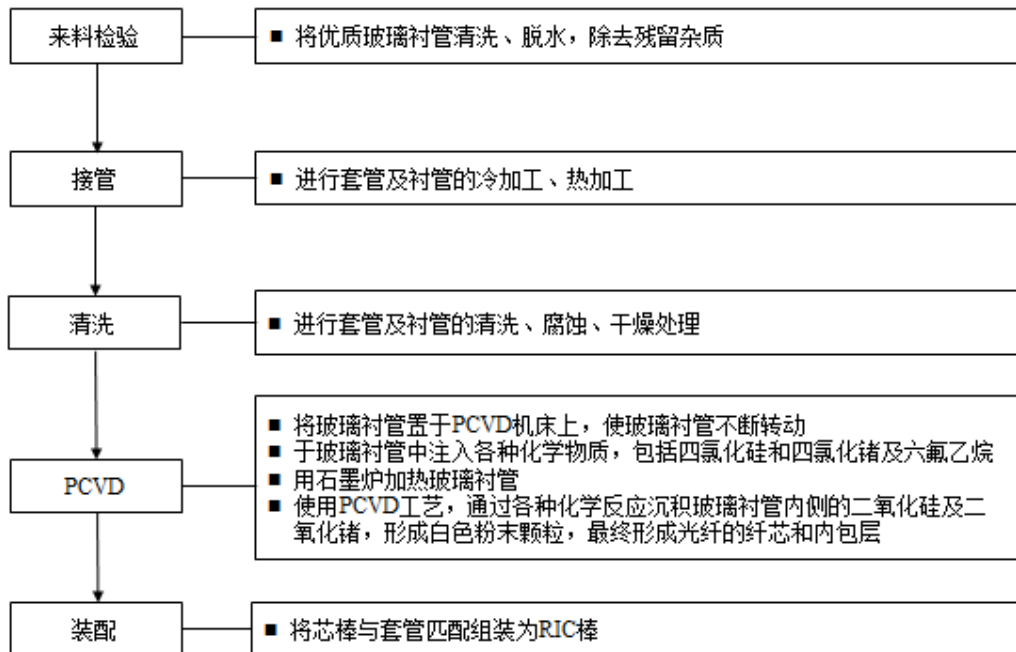 来料检验
■ 将优质玻璃衬管清洗、脱水，除去残留杂质
接管
■ 进行套管及衬管的冷加工、热加工
清洗
■ 进行套管及衬管的清洗、腐蚀、干燥处理
PCVD
■ 将玻璃衬管置于PCVD机床上，使玻璃衬管不断转动
■ 于玻璃衬管中注入各种化学物质，包括四氯化硅和四氯化锗及六氟乙烷
■ 用石墨炉加热玻璃衬管
■ 使用PCVD工艺，通过各种化学反应沉积玻璃衬管内侧的二氧化硅及二
氧化锗，形成白色粉末颗粒，最终形成光纤的纤芯和内包层
装配
■ 将芯棒与套管匹配组装为RIC棒